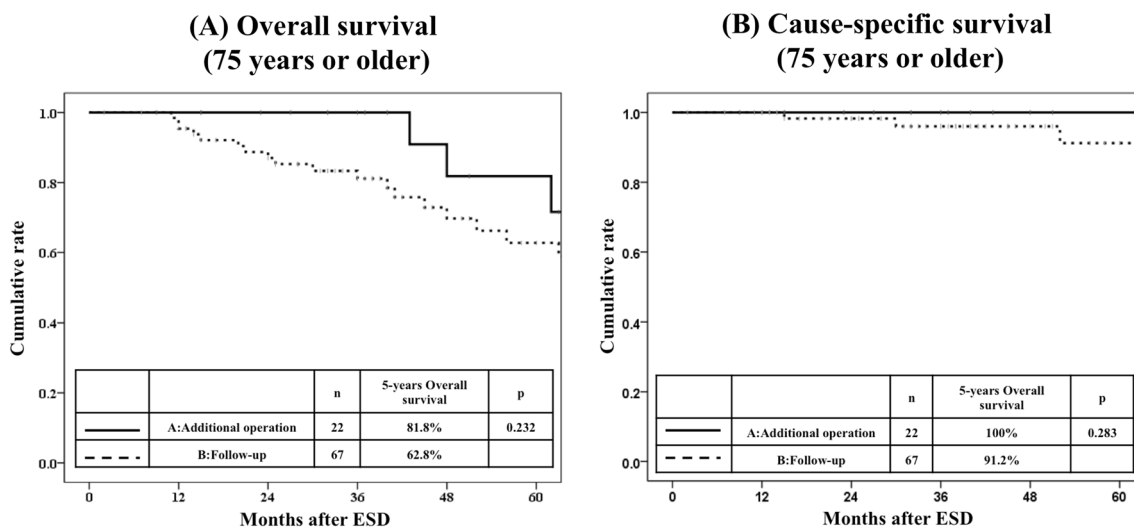 (A) Overall survival
(75 years or older)
1.0
0.8
0.6
0.4
0.2
0.0
Cumulative rate
n
5-years Overall
survival
p
A:Additional operation
22
81.8%
0.232
B:Follow-up
67
62.8%
0
12
24
36
48
60
Months after ESD
(B) Cause-specific survival
(75 years or older)
1.0
0.8
0.6
0.4
0.2
0.0
Cumulative rate
n
5-years Overall
survival
p
A:Additional operation
22
100%
0.283
B:Follow-up
67
91.2%
0
12
24
36
48
60
Months after ESD